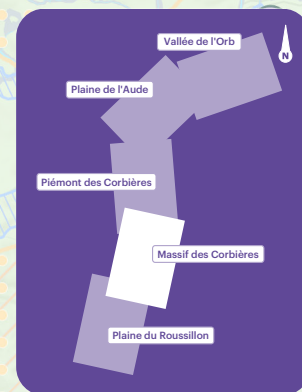 Vallée de l'Orb
N
Plaine de l'Aude
Piémont des Corbières
Massif des Corbières
Plaine du Roussillon